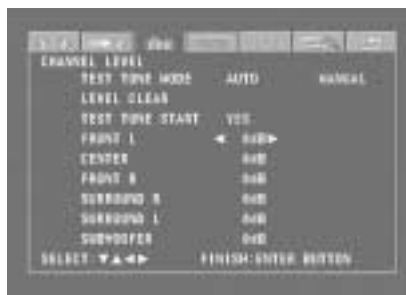 CHANNEL LEVEL
TEST TONE MODE AUTO MANUAL
LEVEL CLEAR
TEST TONE START YES
FRONT L ◄ 0dB►
CENTER 0dB
FRONT R 0dB
SURROUND R 0dB
SURROUND L 0dB
SUBWOOFER 0dB
SELECT ▼▲◄► FINISH:ENTER BUTTON